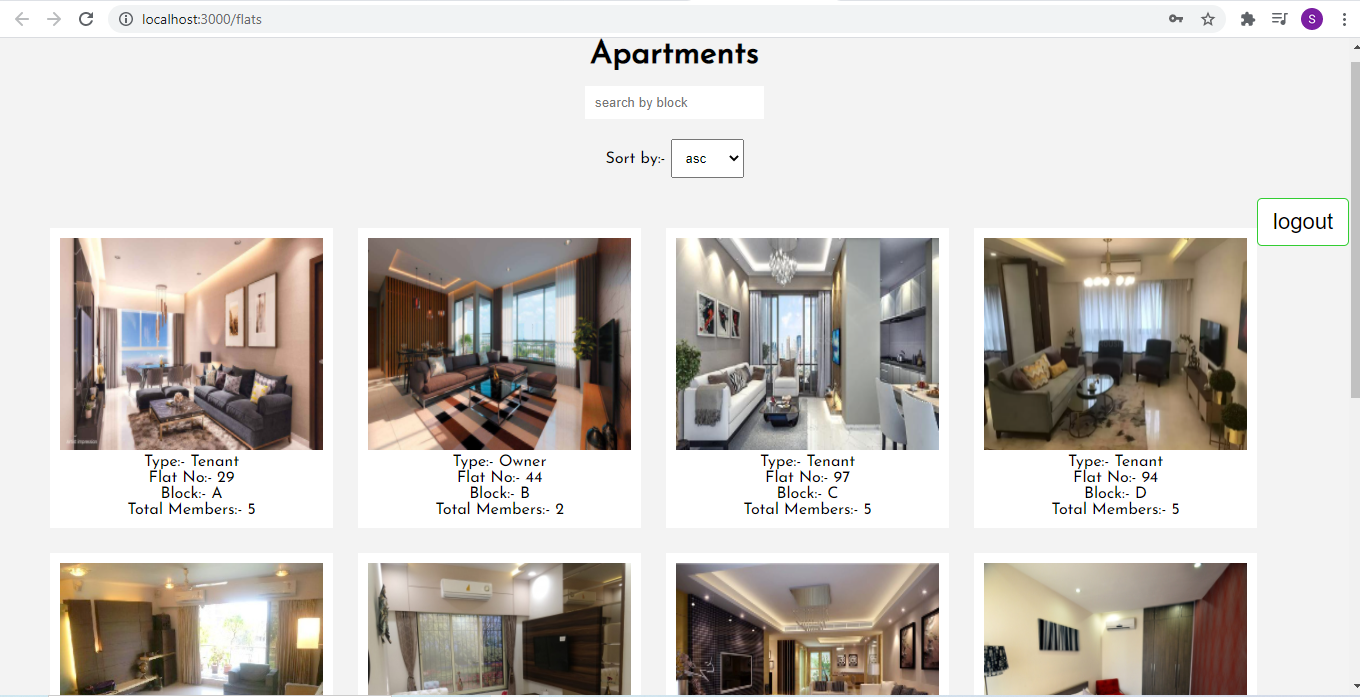 localhost:3000/flats
S
Apartments
search by block
Sort by:- asc
logout
Type:- Tenant
Flat No:- 29
Block:- A
Total Members:- 5
Type:- Owner
Flat No:- 44
Block:- B
Total Members:- 2
Type:- Tenant
Flat No:- 97
Block:- C
Total Members:- 5
Type:- Tenant
Flat No:- 94
Block:- D
Total Members:- 5